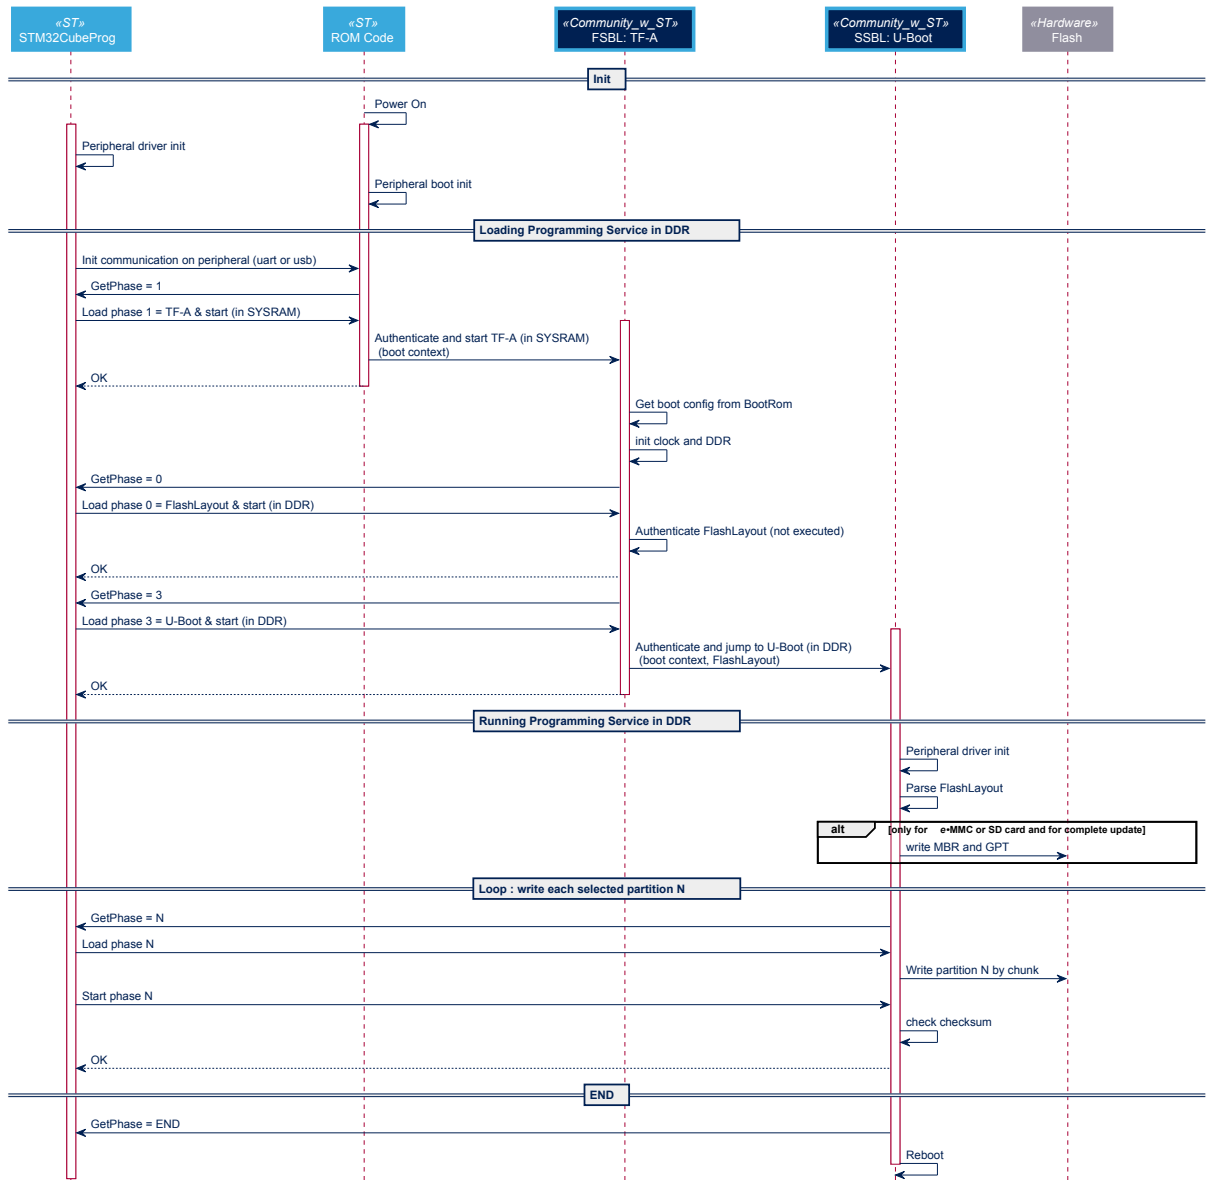 «ST»
STM32CubeProg
«ST»
ROM Code
«Community_w_ST»
FSBL: TF-A
«Community_w_ST»
SSBL: U-Boot
«Hardware»
Flash
Init
Power On
Peripheral driver init
Peripheral boot init
Loading Programming Service in DDR
Init communication on peripheral (uart or usb)
GetPhase = 1
Load phase 1 = TF-A & start (in SYSRAM)
Authenticate and start TF-A (in SYSRAM)
(boot context)
OK
Get boot config from BootRom
init clock and DDR
GetPhase = 0
Load phase 0 = FlashLayout & start (in DDR)
Authenticate FlashLayout (not executed)
OK
GetPhase = 3
Load phase 3 = U-Boot & start (in DDR)
Authenticate and jump to U-Boot (in DDR)
(boot context, FlashLayout)
OK
Running Programming Service in DDR
Peripheral driver init
Parse FlashLayout
alt [only for e•MMC or SD card and for complete update]
write MBR and GPT
Loop : write each selected partition N
GetPhase = N
Load phase N
Write partition N by chunk
Start phase N
check checksum
OK
END
GetPhase = END
Reboot